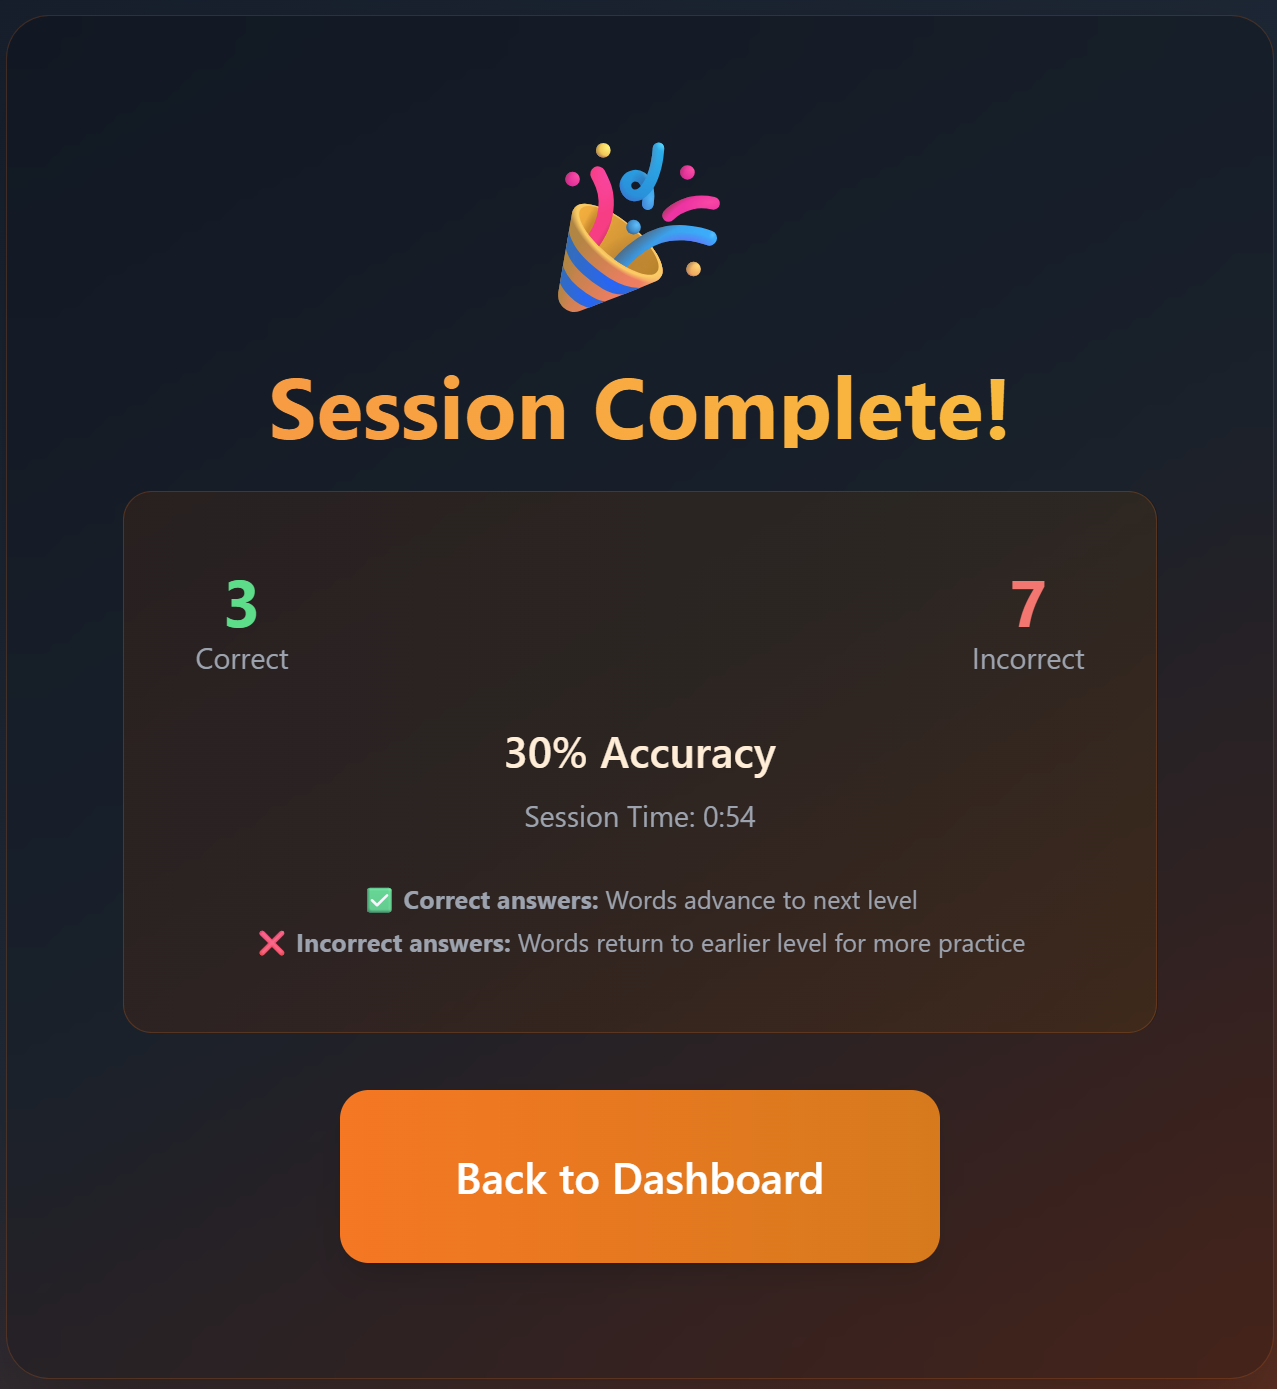 Session Complete!
3
Correct
7
Incorrect
30% Accuracy
Session Time: 0:54
✅ Correct answers: Words advance to next level
❌ Incorrect answers: Words return to earlier level for more practice
Back to Dashboard